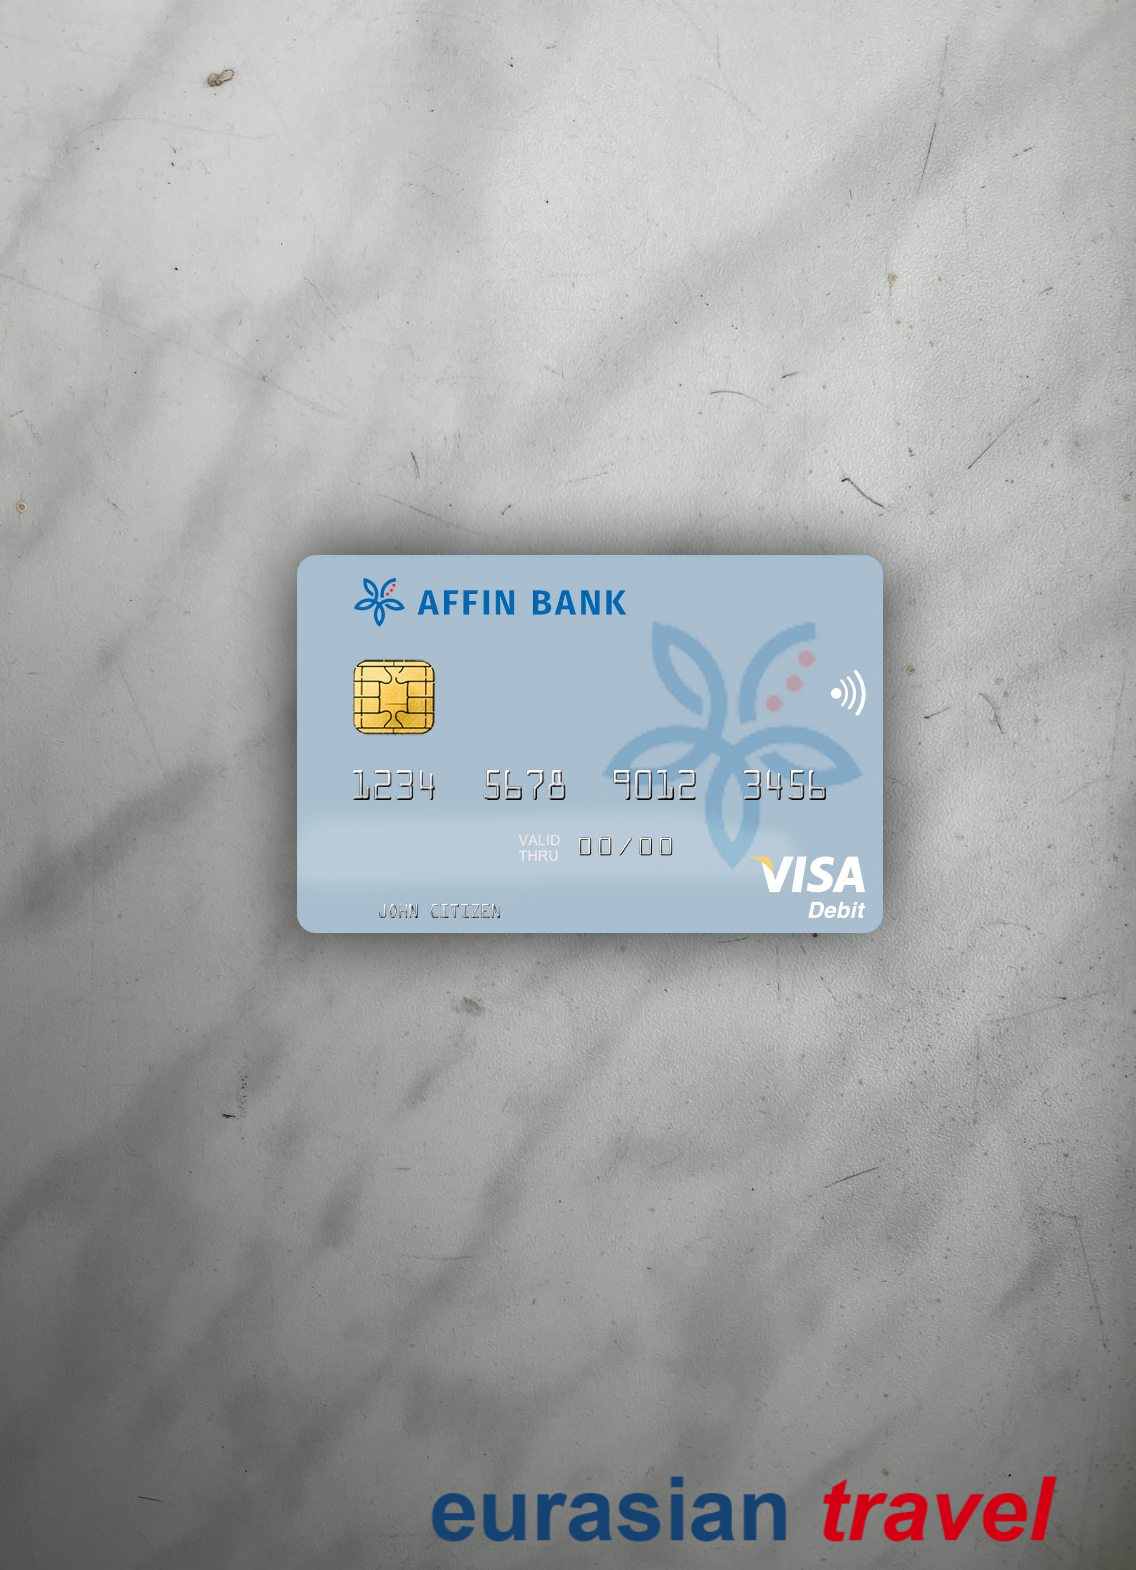 AFFIN BANK
1234 5678 9012 3456
VALID
THRU 00/00
VISA
Debit
JOHN CITIZEN
eurasian travel